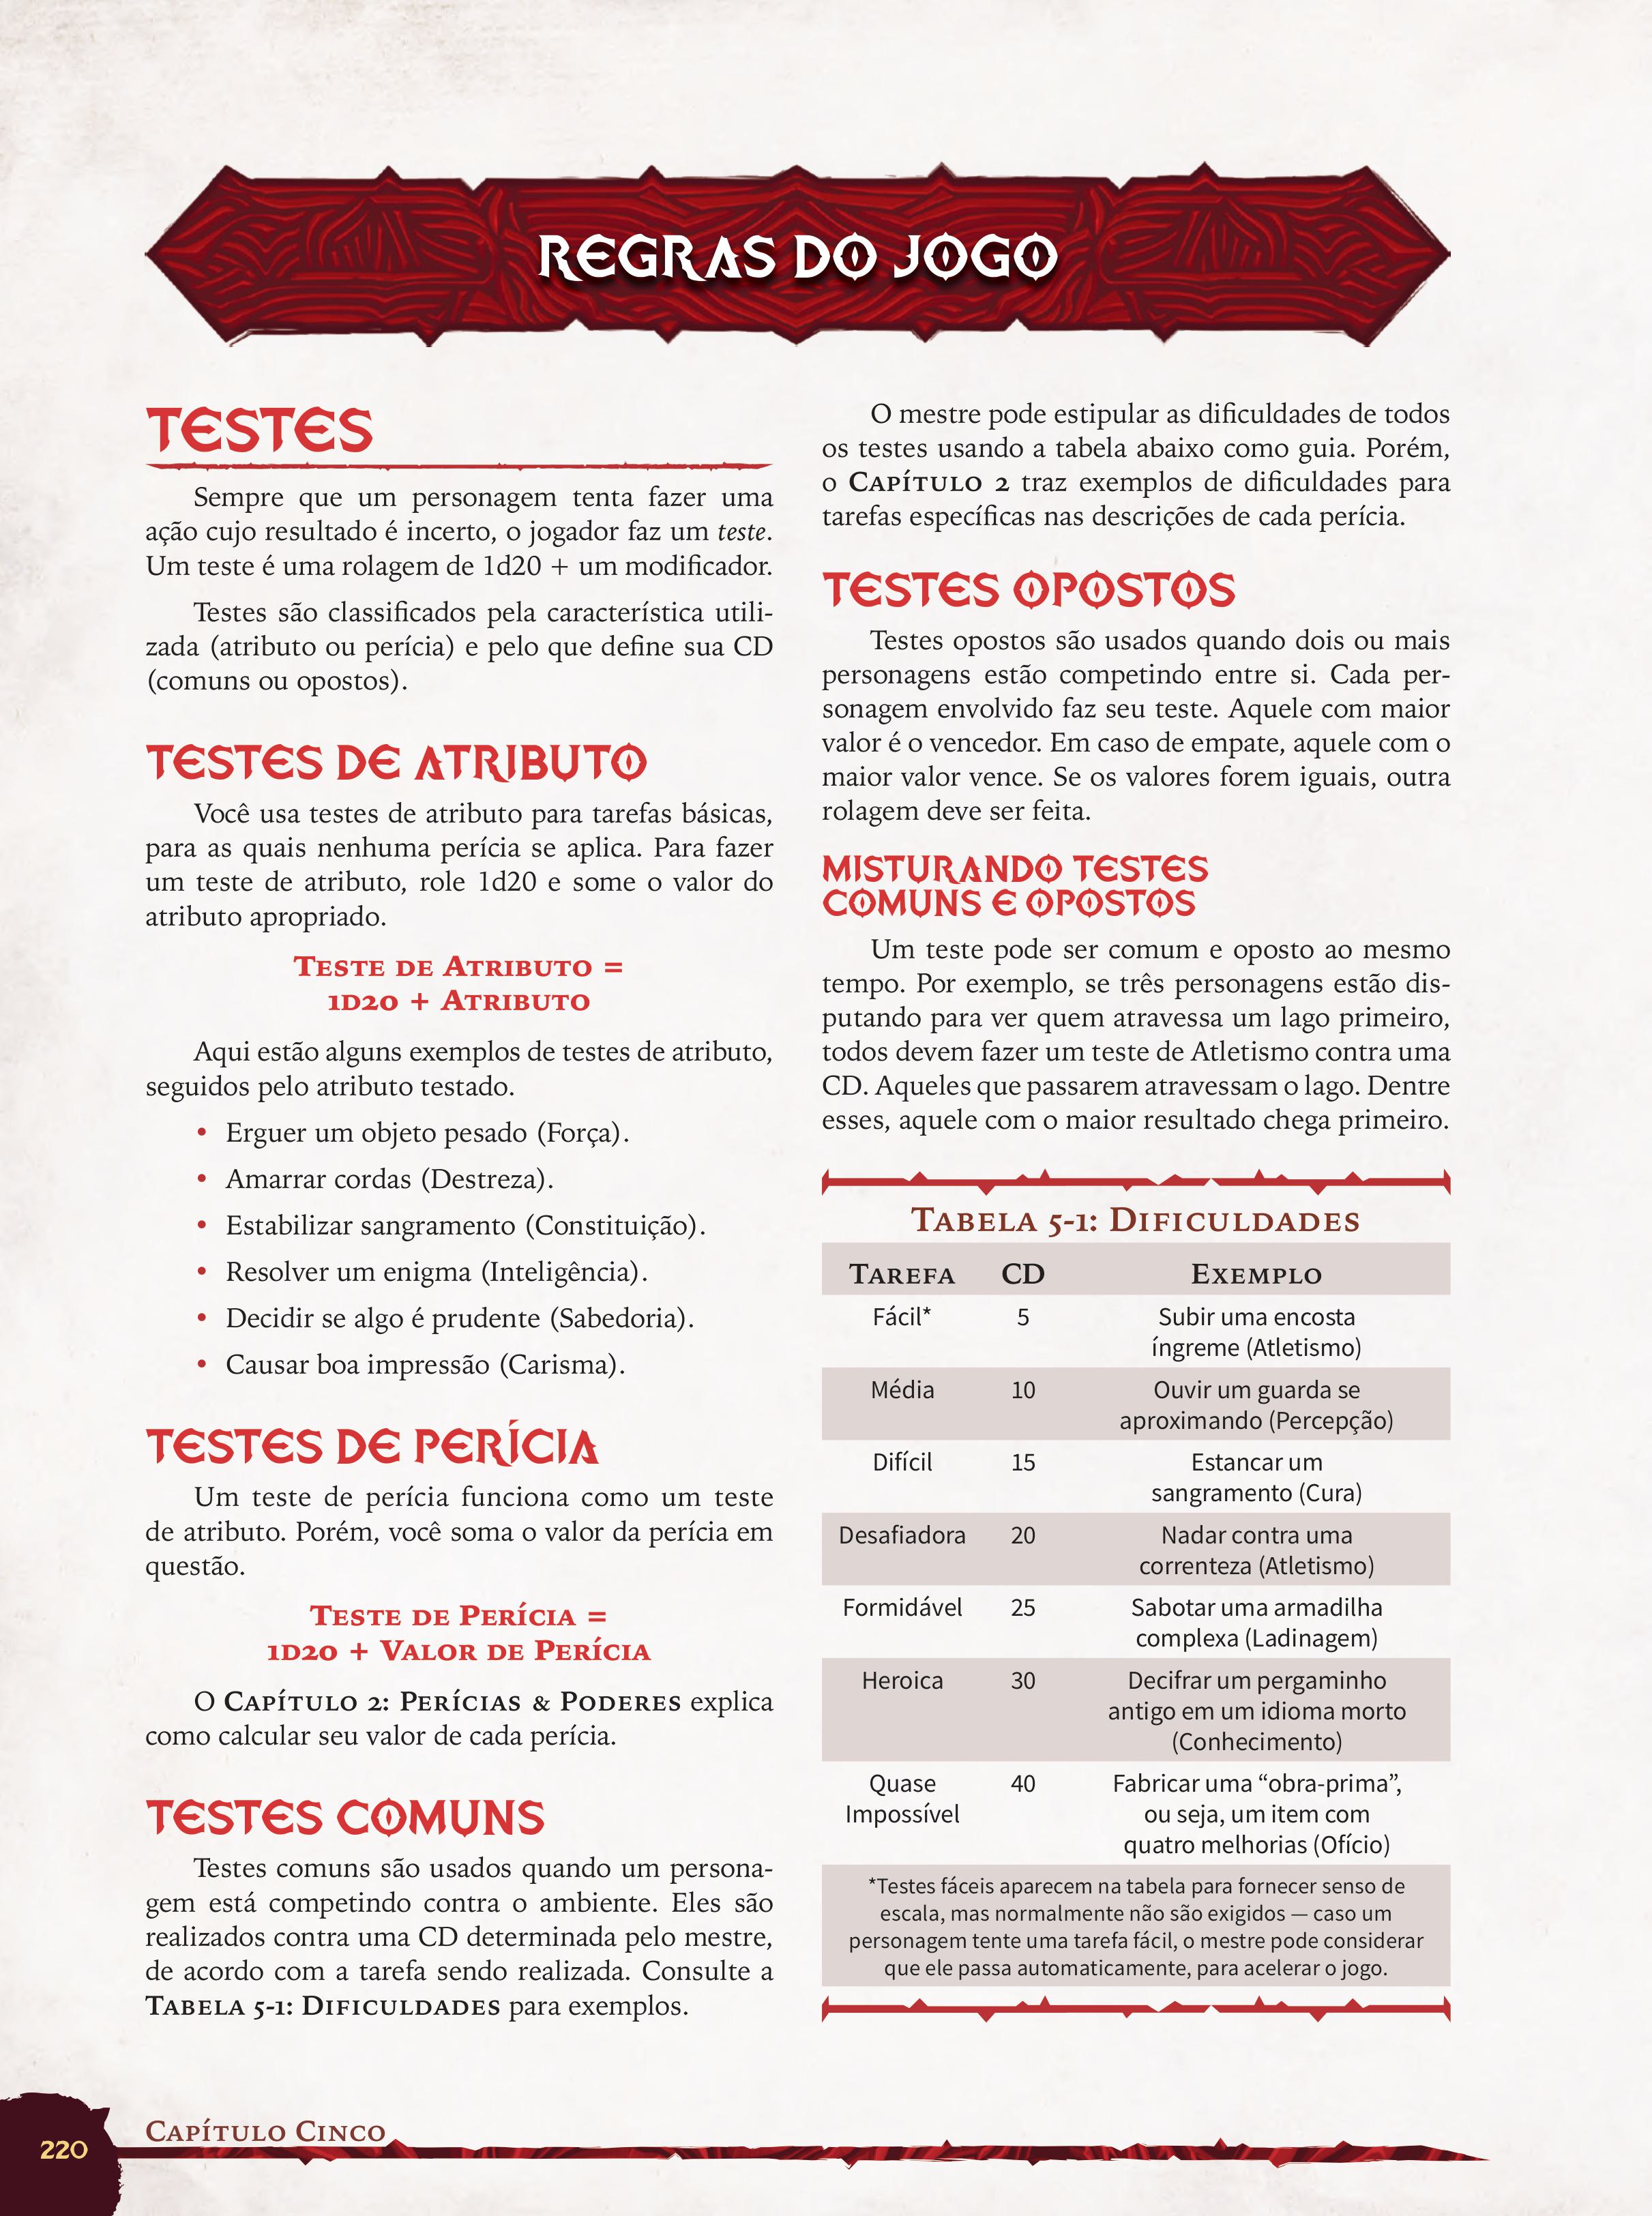 REGRAS DO JOGO
TESTES
Sempre que um personagem tenta fazer uma
ação cujo resultado é incerto, o jogador faz um teste.
Um teste é uma rolagem de 1d20 + um modificador.
Testes são classificados pela característica utili-
zada (atributo ou perícia) e pelo que define sua CD
(comuns ou opostos).
TESTES DE ATRIBUTO
Você usa testes de atributo para tarefas básicas,
para as quais nenhuma perícia se aplica. Para fazer
um teste de atributo, role 1d20 e some o valor do
atributo apropriado.
Teste de Atributo =
1d20 + Atributo
Aqui estão alguns exemplos de testes de atributo,
seguidos pelo atributo testado.
• Erguer um objeto pesado (Força).
• Amarrar cordas (Destreza).
• Estabilizar sangramento (Constituição).
• Resolver um enigma (Inteligência).
• Decidir se algo é prudente (Sabedoria).
• Causar boa impressão (Carisma).
TESTES DE PERÍCIA
Um teste de perícia funciona como um teste
de atributo. Porém, você soma o valor da perícia em
questão.
Teste de Perícia =
1d20 + Valor de Perícia
O Capítulo 2: Perícias & Poderes explica
como calcular seu valor de cada perícia.
TESTES COMUNS
Testes comuns são usados quando um persona-
gem está competindo contra o ambiente. Eles são
realizados contra uma CD determinada pelo mestre,
de acordo com a tarefa sendo realizada. Consulte a
Tabela 5-1: Dificuldades para exemplos.
O mestre pode estipular as dificuldades de todos
os testes usando a tabela abaixo como guia. Porém,
o Capítulo 2 traz exemplos de dificuldades para
tarefas específicas nas descrições de cada perícia.
TESTES OPOSTOS
Testes opostos são usados quando dois ou mais
personagens estão competindo entre si. Cada per-
sonagem envolvido faz seu teste. Aquele com maior
valor é o vencedor. Em caso de empate, aquele com o
maior valor vence. Se os valores forem iguais, outra
rolagem deve ser feita.
MISTURANDO TESTES
COMUNS E OPOSTOS
Um teste pode ser comum e oposto ao mesmo
tempo. Por exemplo, se três personagens estão dis-
putando para ver quem atravessa um lago primeiro,
todos devem fazer um teste de Atletismo contra uma
CD. Aqueles que passarem atravessam o lago. Dentre
esses, aquele com o maior resultado chega primeiro.
Tabela 5-1: Dificuldades
Tarefa CD Exemplo
Fácil* 5 Subir uma encosta
íngreme (Atletismo)
Média 10 Ouvir um guarda se
aproximando (Percepção)
Difícil 15 Estancar um
sangramento (Cura)
Desafiadora 20 Nadar contra uma
correnteza (Atletismo)
Formidável 25 Sabotar uma armadilha
complexa (Ladinagem)
Heroica 30 Decifrar um pergaminho
antigo em um idioma morto
(Conhecimento)
Quase 40 Fabricar uma “obra-prima”,
Impossível ou seja, um item com
quatro melhorias (Ofício)
*Testes fáceis aparecem na tabela para fornecer senso de
escala, mas normalmente não são exigidos — caso um
personagem tente uma tarefa fácil, o mestre pode considerar
que ele passa automaticamente, para acelerar o jogo.
Capítulo Cinco
220